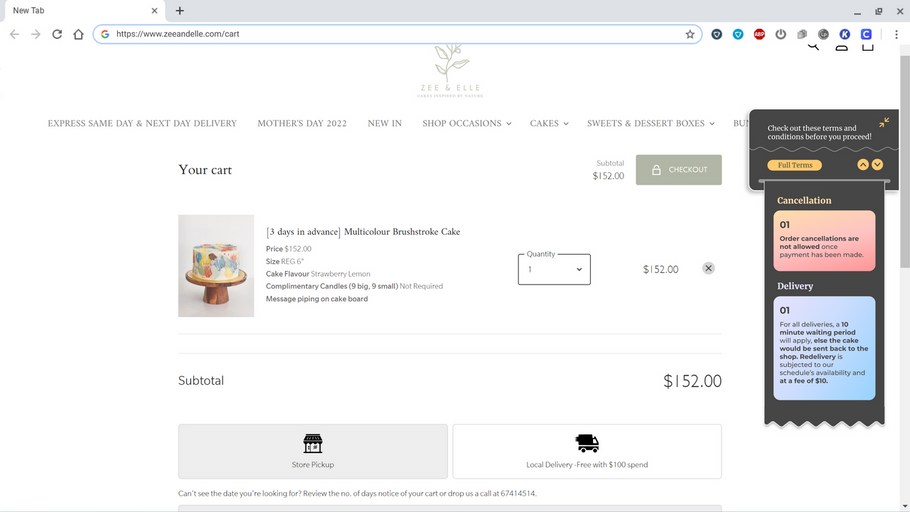 New Tab
https://www.zeeandelle.com/cart
ZEE & ELLE
CAKES INSPIRED BY NATURE
EXPRESS SAME DAY & NEXT DAY DELIVERY
MOTHER'S DAY 2022
NEW IN
SHOP OCCASIONS
CAKES
SWEETS & DESSERT BOXES
BUN
Your cart
Subtotal
$152.00
CHECKOUT
[3 days in advance] Multicolour Brushstroke Cake
Price $152.00
Size REG 6"
Cake Flavour Strawberry Lemon
Complimentary Candles (9 big, 9 small) Not Required
Message piping on cake board
Quantity
1
$152.00
Subtotal
$152.00
Store Pickup
Local Delivery -Free with $100 spend
Can't see the date you're looking for? Review the no. of days notice of your cart or drop us a call at 67414514.
Check out these terms and
conditions before you proceed!
Full Terms
Cancellation
01
Order cancellations are
not allowed once
payment has been made.
Delivery
01
For all deliveries, a 10
minute waiting period
will apply, else the cake
would be sent back to the
shop. Redelivery is
subjected to our
schedule's availability and
at a fee of $10.